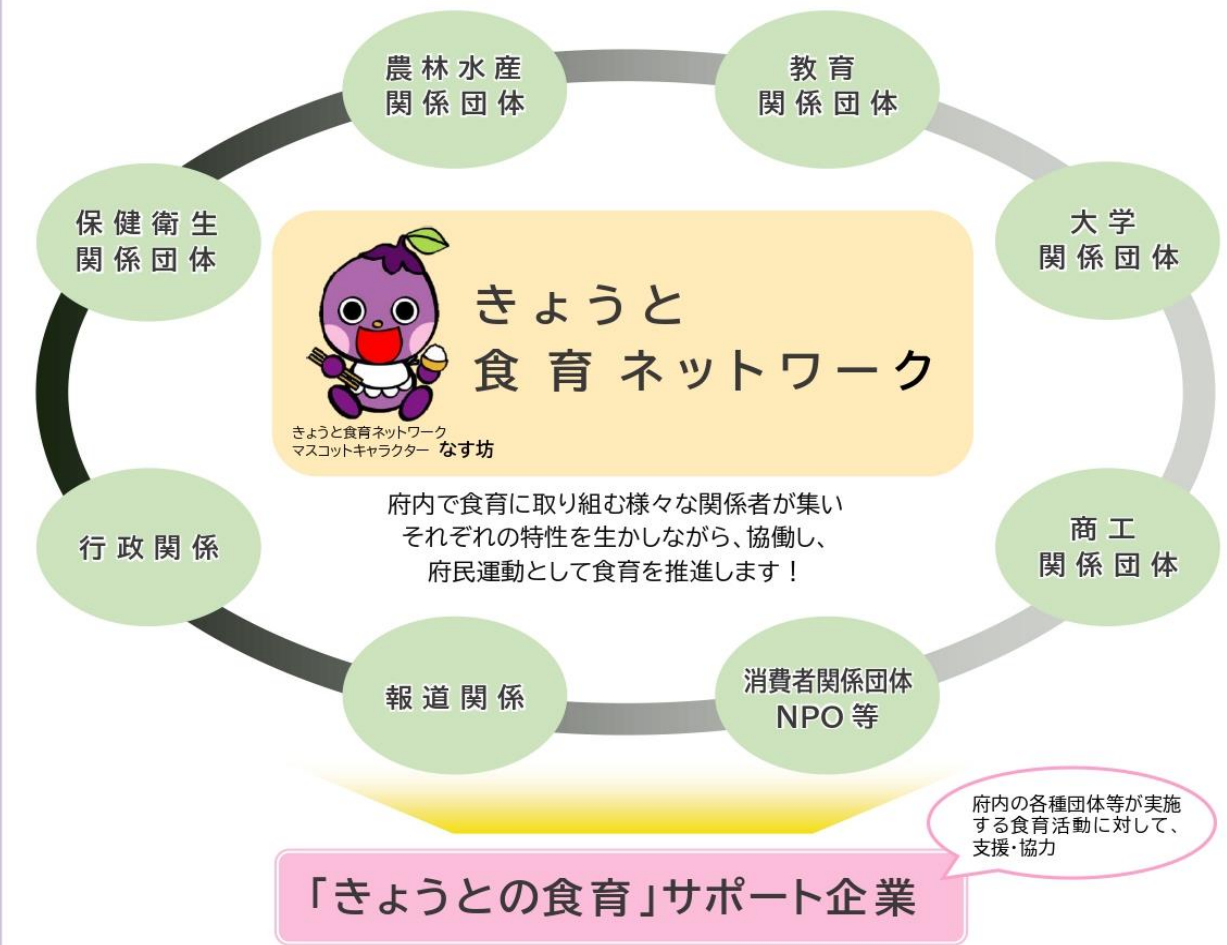 農林水産
関係団体
教育
関係団体
保健衛生
関係団体
大学
関係団体
きょうと
食育ネットワーク
きょうと食育ネットワーク
マスコットキャラクター なす坊
府内で食育に取り組む様々な関係者が集い
それぞれの特性を生かしながら、協働し、
府民運動として食育を推進します！
行政関係
商工
関係団体
報道関係
消費者関係団体
NPO等
府内の各種団体等が実施
する食育活動に対して、
支援・協力
「きょうとの食育」サポート企業